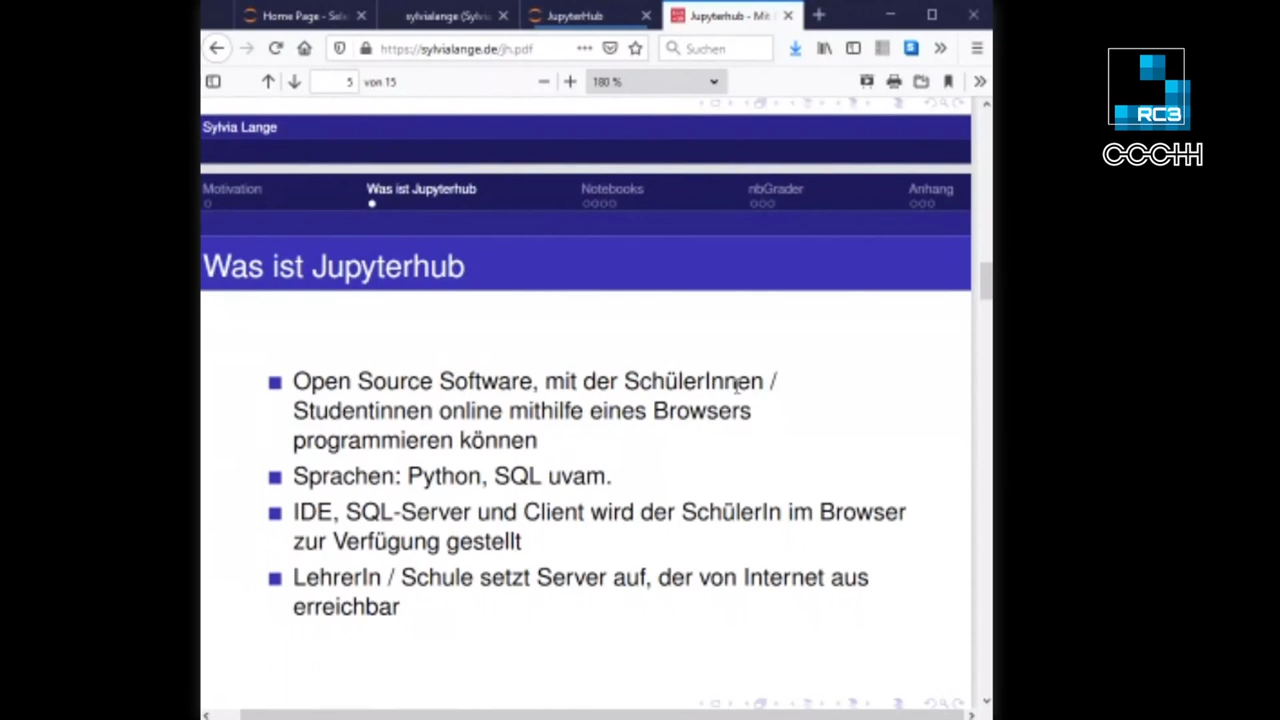 Home Page - Sele
sylvialange (Sylvia
JupyterHub
Jupyterhub - Mit
https://sylvialange.de/jh.pdf
Suchen
5 von 15
180 %
Sylvia Lange
Motivation Was ist Jupyterhub Notebooks nbGrader Anhang
Was ist Jupyterhub
Open Source Software, mit der SchülerInnen /
Studentinnen online mithilfe eines Browsers
programmieren können
Sprachen: Python, SQL uvam.
IDE, SQL-Server und Client wird der SchülerIn im Browser
zur Verfügung gestellt
LehrerIn / Schule setzt Server auf, der von Internet aus
erreichbar
RC3
CCCHH